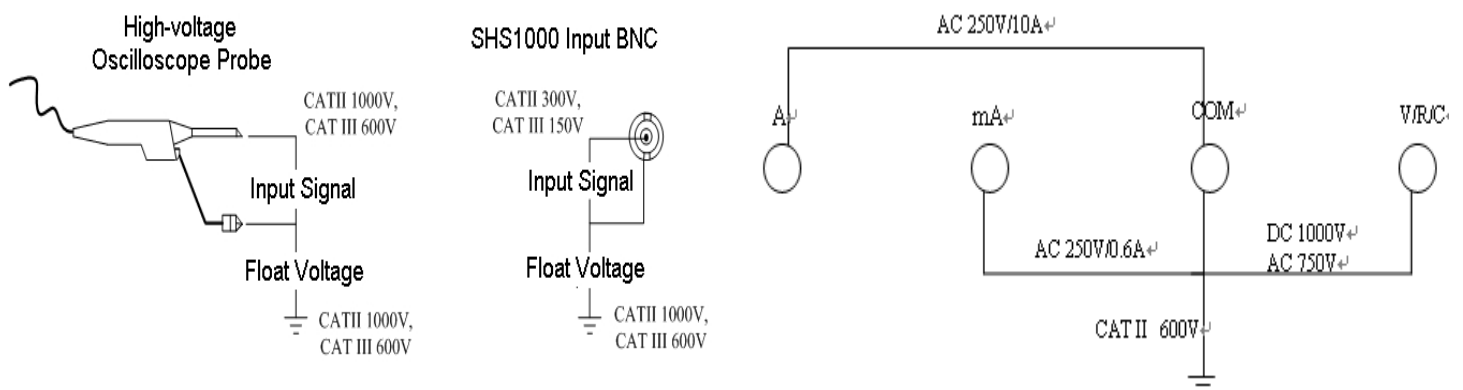 High-voltage
Oscilloscope Probe
CATII 1000V,
CAT III 600V
Input Signal
Float Voltage
CATII 1000V,
CAT III 600V
SHS1000 Input BNC
CATII 300V,
CAT III 150V
Input Signal
Float Voltage
CATII 1000V,
CAT III 600V
AC 250V/10A↵
A↵
mA↵
COM↵
V/R/C↵
AC 250V/0.6A↵
DC 1000V↵
AC 750V↵
CAT II 600V↵